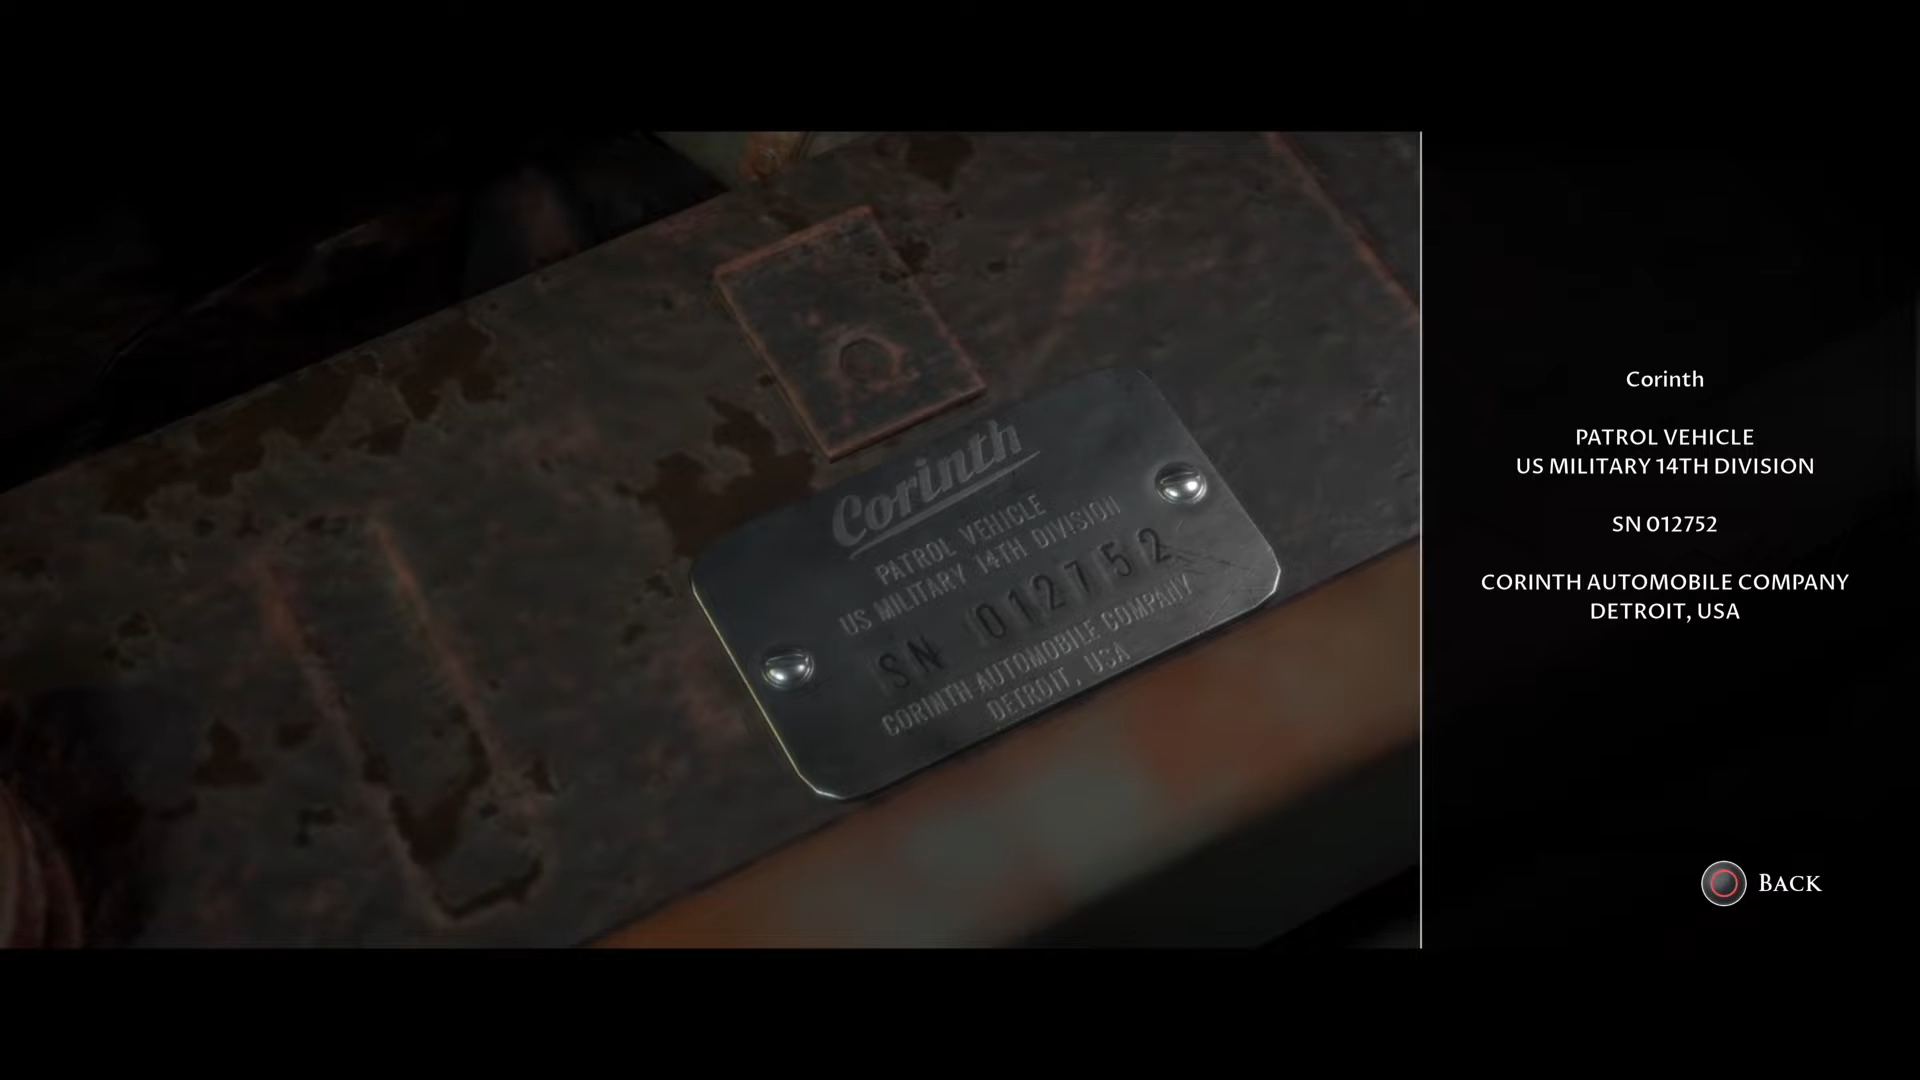 Corinth
PATROL VEHICLE
US MILITARY 14TH DIVISION
SN 012752
CORINTH AUTOMOBILE COMPANY
DETROIT, USA
Corinth
PATROL VEHICLE
US MILITARY 14TH DIVISION
SN 012752
CORINTH AUTOMOBILE COMPANY
DETROIT, USA
BACK